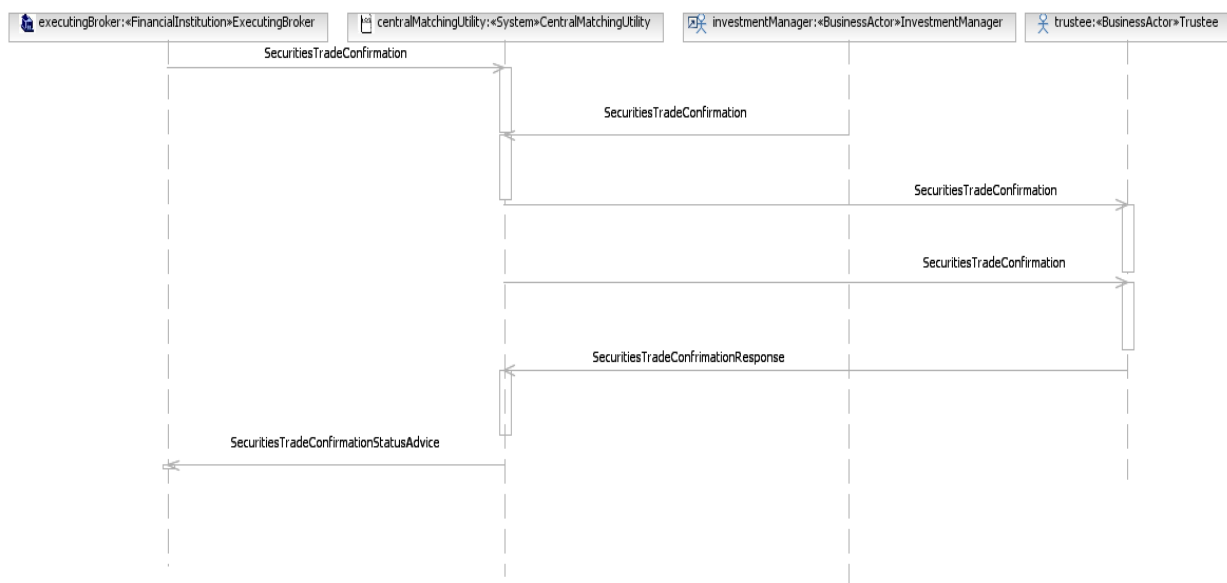 executingBroker:«FinancialInstitution»ExecutingBroker
centralMatchingUtility:«System»CentralMatchingUtility
investmentManager:«BusinessActor»InvestmentManager
trustee:«BusinessActor»Trustee
SecuritiesTradeConfirmation
SecuritiesTradeConfirmation
SecuritiesTradeConfirmation
SecuritiesTradeConfirmation
SecuritiesTradeConfrimationResponse
SecuritiesTradeConfirmationStatusAdvice